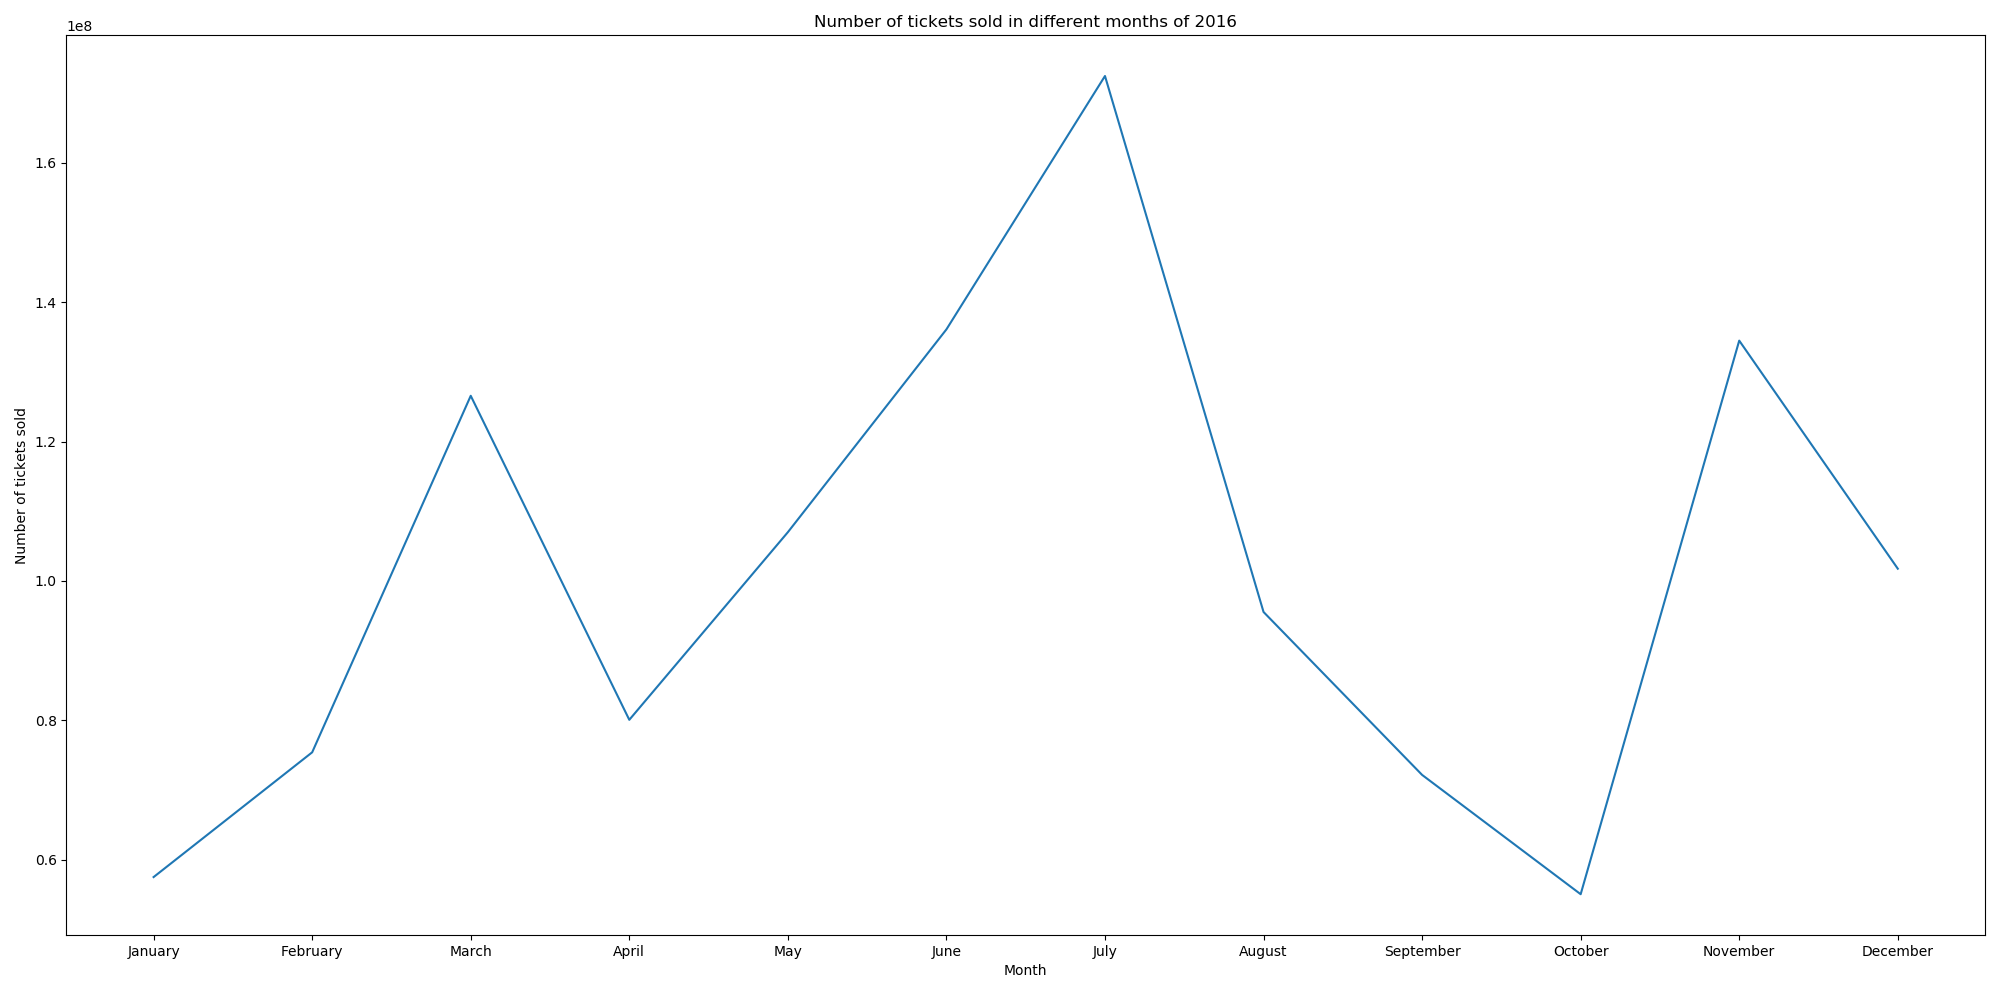 Number of tickets sold in different months of 2016
1e8
1.6
1.4
1.2
1.0
0.8
0.6
Number of tickets sold
January February March April May June July August September October November December
Month